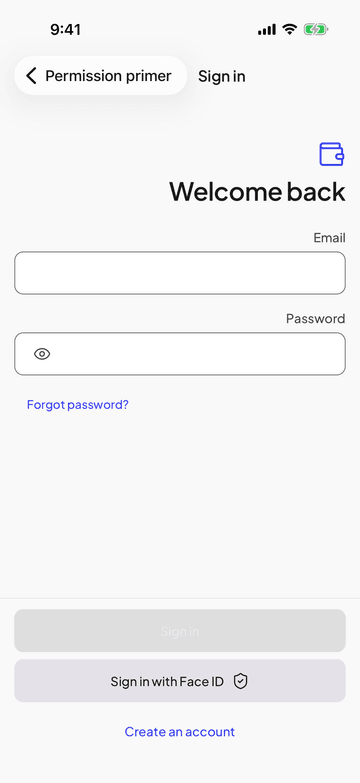 9:41
Permission primer
Sign in
Welcome back
Email
Password
Forgot password?
Sign in
Sign in with Face ID
Create an account